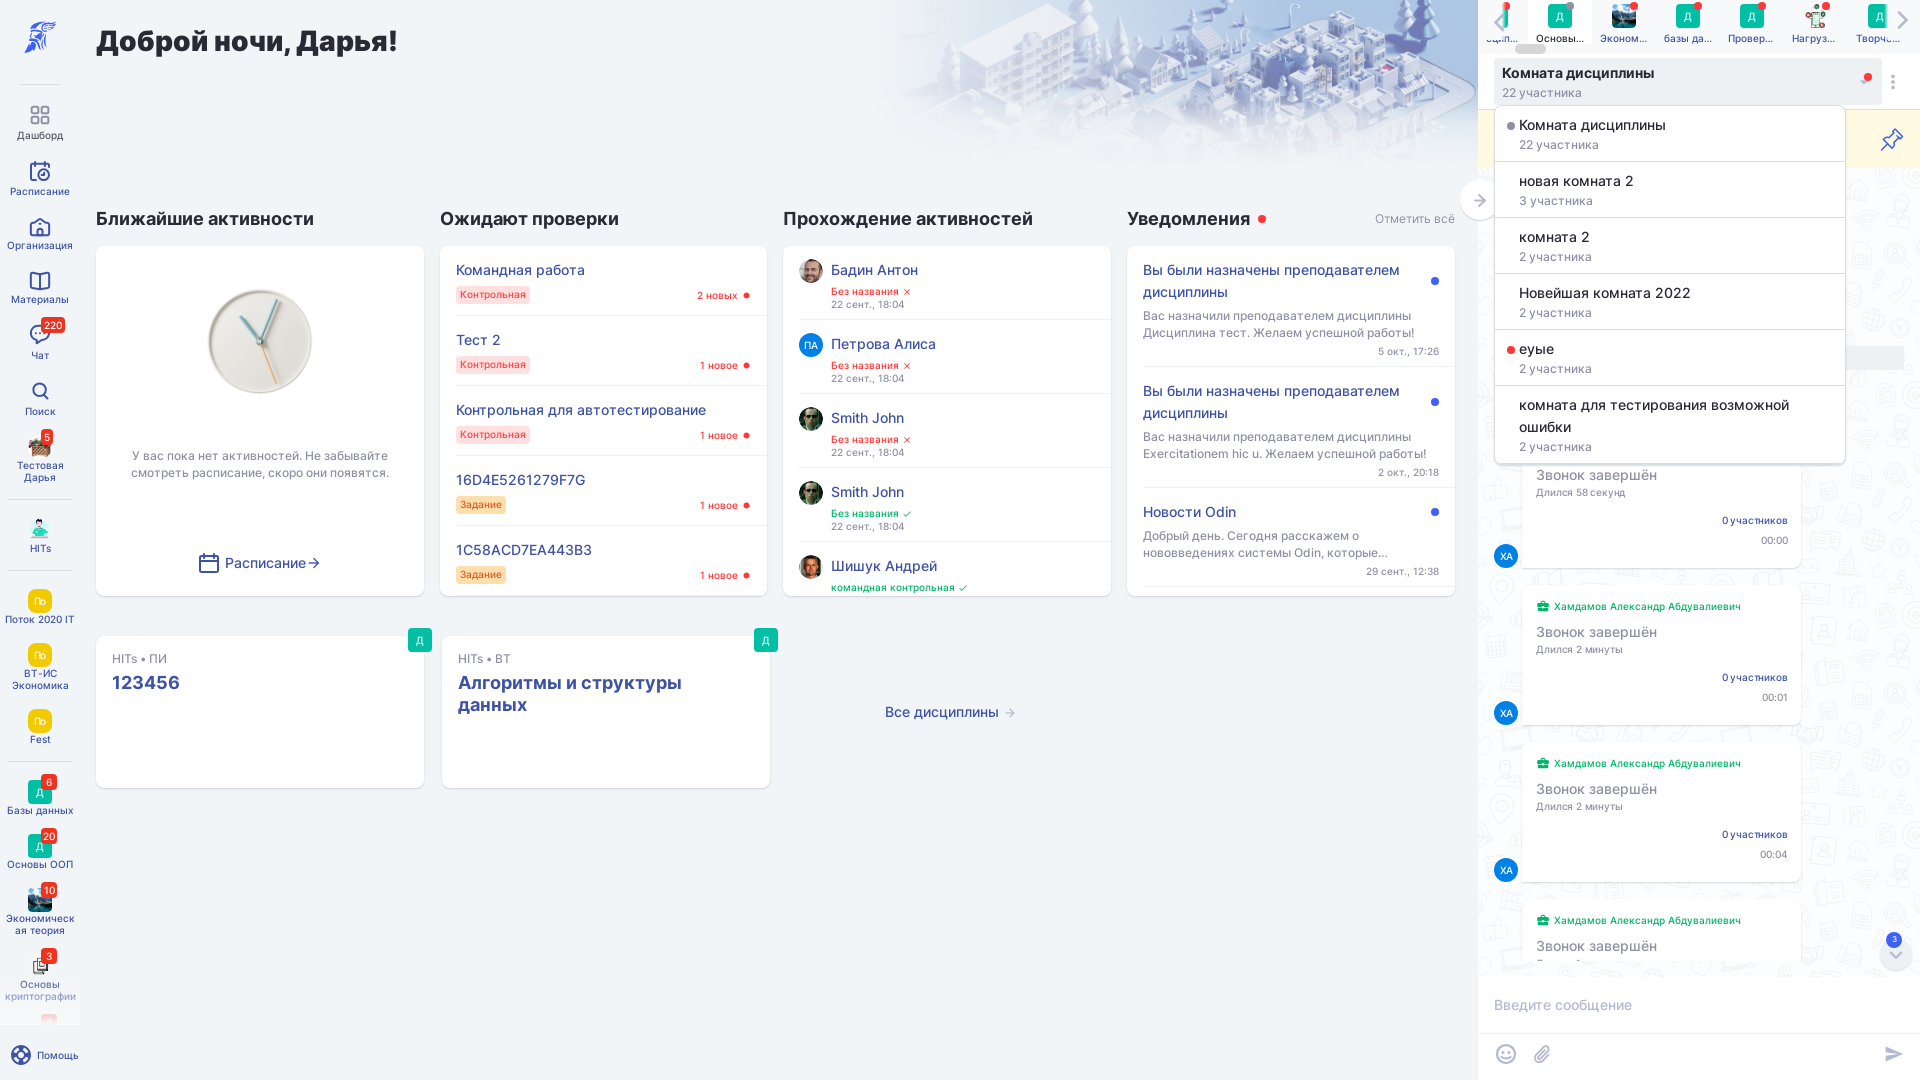 Дашборд
Расписание
Организация
Материалы
220
Чат
Поиск
5
Тестовая
Дарья
HITs
По
Поток 2020 IT
По
ВТ-ИС
Экономика
По
Fest
6
Д
Базы данных
20
Д
Основы ООП
10
Экономическ
ая теория
3
Основы
криптографии
Помощь
Доброй ночи, Дарья!
Ближайшие активности
У вас пока нет активностей. Не забывайте
смотреть расписание, скоро они появятся.
Расписание
Ожидают проверки
Командная работа
Контрольная
2 новых
Тест 2
Контрольная
1 новое
Контрольная для автотестирование
Контрольная
1 новое
16D4E5261279F7G
Задание
1 новое
1C58ACD7EA443B3
Задание
1 новое
Прохождение активностей
Бадин Антон
Без названия
22 сент., 18:04
ПА
Петрова Алиса
Без названия
22 сент., 18:04
Smith John
Без названия
22 сент., 18:04
Smith John
Без названия
22 сент., 18:04
Шишук Андрей
командная контрольная
Уведомления
Отметить всё
Вы были назначены преподавателем
дисциплины
Вас назначили преподавателем дисциплины
Дисциплина тест. Желаем успешной работы!
5 окт., 17:26
Вы были назначены преподавателем
дисциплины
Вас назначили преподавателем дисциплины
Exercitationem hic u. Желаем успешной работы!
2 окт., 20:18
Новости Odin
Добрый день. Сегодня расскажем о
нововведениях системы Odin, которые...
29 сент., 12:38
Д
HITs • ПИ
123456
Д
HITs • ВТ
Алгоритмы и структуры
данных
Все дисциплины
Д
Основы...
Эконом...
Д
базы да...
Д
Провер...
Нагруз...
Д
Творче...
Комната дисциплины
22 участника
Комната дисциплины
22 участника
новая комната 2
3 участника
комната 2
2 участника
Новейшая комната 2022
2 участника
еуые
2 участника
комната для тестирования возможной
ошибки
2 участника
Звонок завершён
Длился 58 секунд
0 участников
00:00
ХА
Хамдамов Александр Абдувалиевич
Звонок завершён
Длился 2 минуты
0 участников
00:01
ХА
Хамдамов Александр Абдувалиевич
Звонок завершён
Длился 2 минуты
0 участников
00:04
ХА
Хамдамов Александр Абдувалиевич
Звонок завершён
3
Введите сообщение